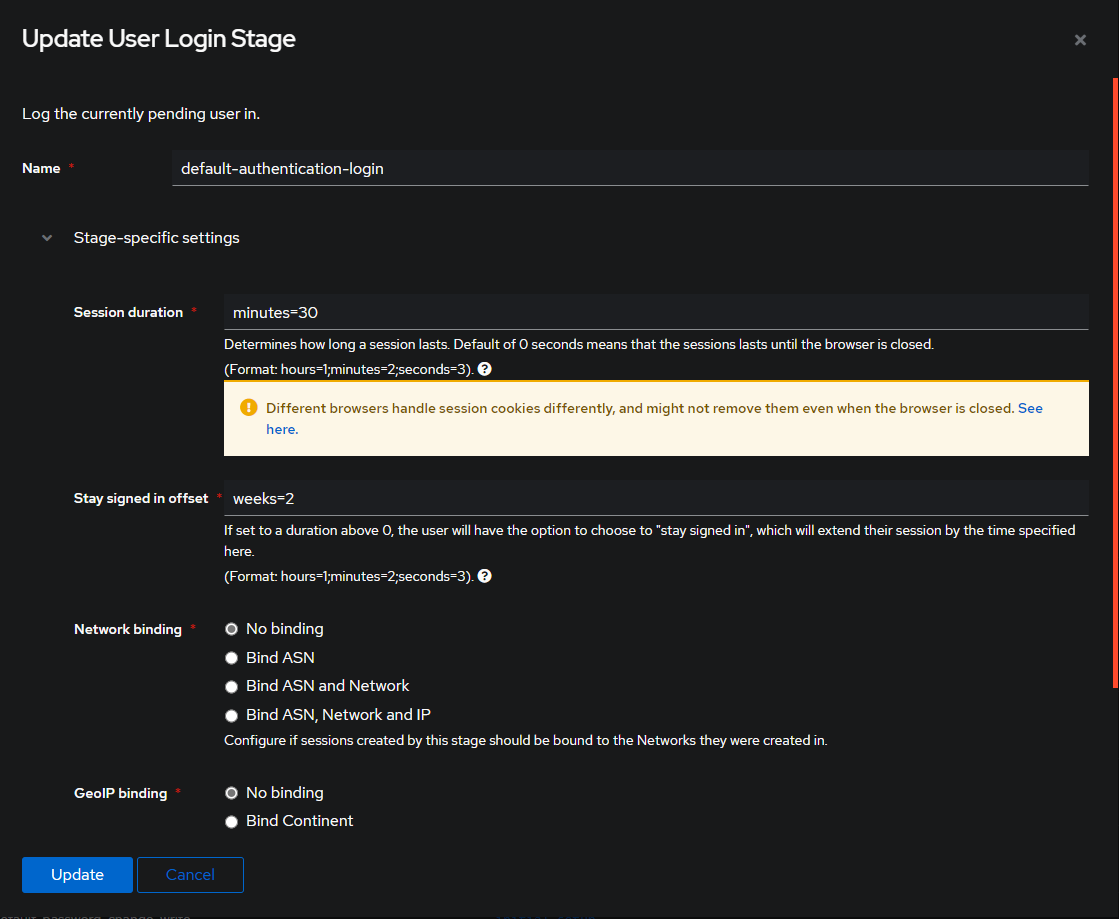 Update User Login Stage
Log the currently pending user in.
Name *
default-authentication-login
Stage-specific settings
Session duration *
minutes=30
Determines how long a session lasts. Default of 0 seconds means that the sessions lasts until the browser is closed.
(Format: hours=1;minutes=2;seconds=3).
Different browsers handle session cookies differently, and might not remove them even when the browser is closed. See
here.
Stay signed in offset *
weeks=2
If set to a duration above 0, the user will have the option to choose to "stay signed in", which will extend their session by the time specified
here.
(Format: hours=1;minutes=2;seconds=3).
Network binding *
No binding
Bind ASN
Bind ASN and Network
Bind ASN, Network and IP
Configure if sessions created by this stage should be bound to the Networks they were created in.
GeoIP binding *
No binding
Bind Continent
Update
Cancel